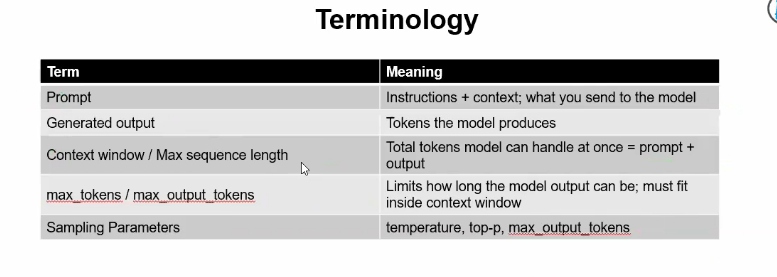 Terminology
Term Meaning
Prompt Instructions + context; what you send to the model
Generated output Tokens the model produces
Context window / Max sequence length Total tokens model can handle at once = prompt +
output
max_tokens / max_output_tokens Limits how long the model output can be; must fit
inside context window
Sampling Parameters temperature, top-p, max_output_tokens